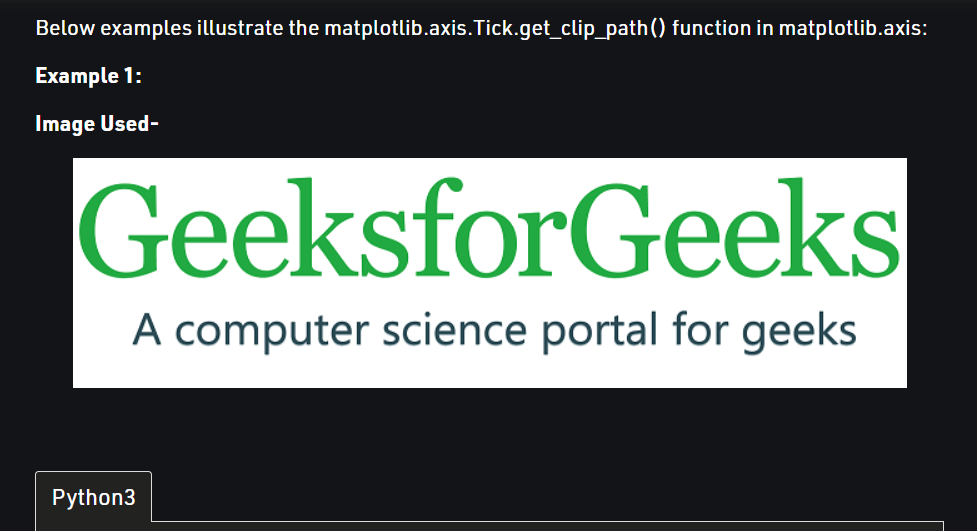 Below examples illustrate the matplotlib.axis.Tick.get_clip_path() function in matplotlib.axis:
Example 1:
Image Used-
GeeksforGeeks
A computer science portal for geeks
Python3